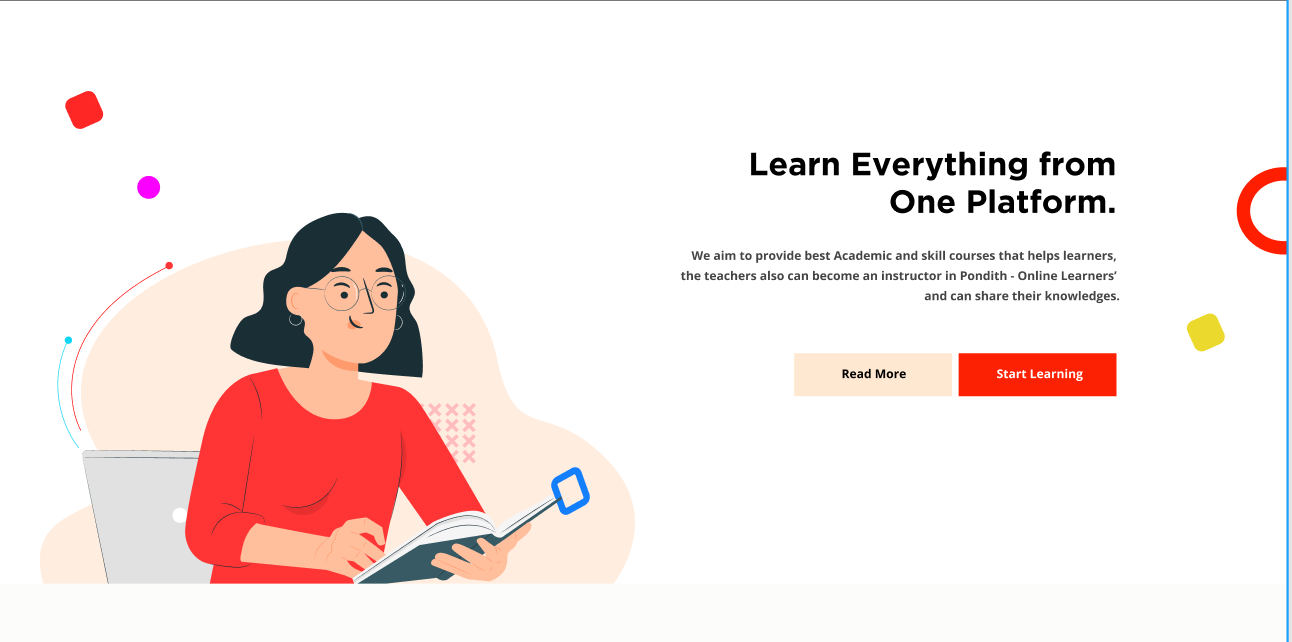 Learn Everything from
One Platform.
We aim to provide best Academic and skill courses that helps learners,
the teachers also can become an instructor in Pondith - Online Learners’
and can share their knowledges.
Read More
Start Learning